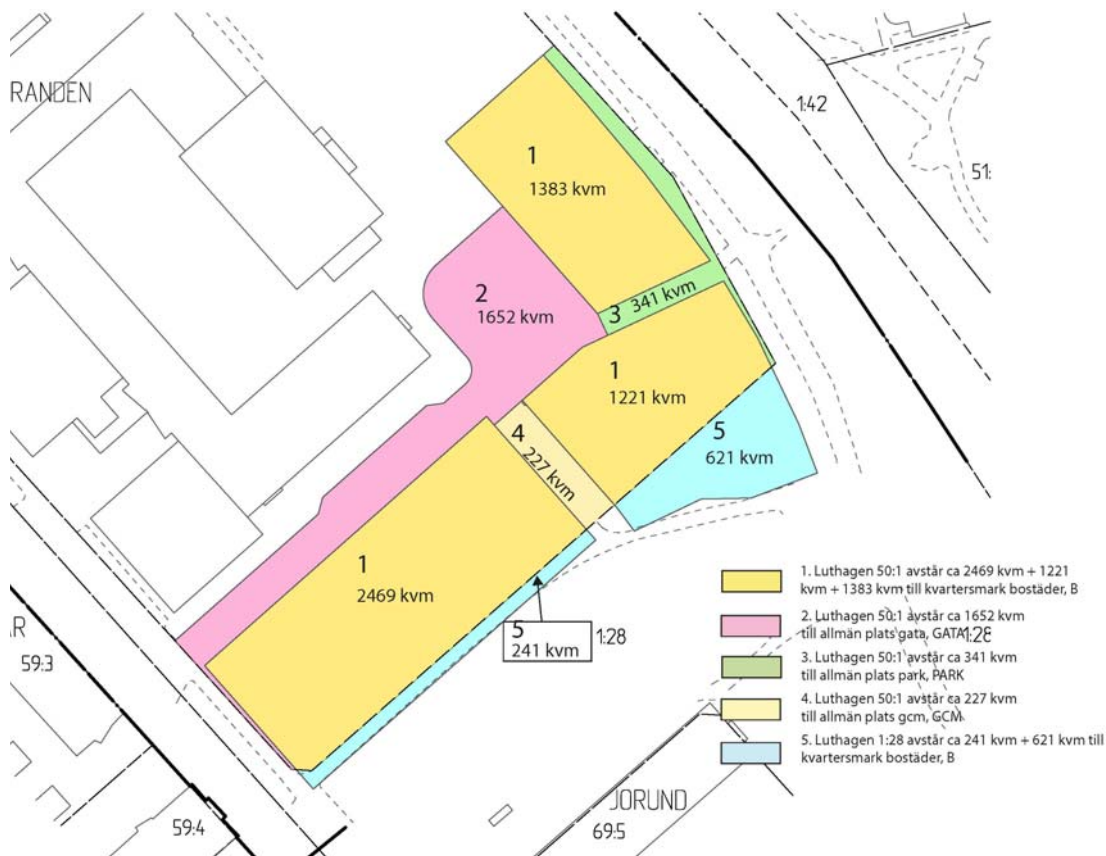 RANDEN
1:42
51:
1
1383 kvm
2
1652 kvm
3 341 kvm
1
1221 kvm
4
227 kvm
5
621 kvm
1
2469 kvm
5
241 kvm
1:28
AR
59:3
59:4
JORUND
69:5
1:28
1. Luthagen 50:1 avstår ca 2469 kvm + 1221
kvm + 1383 kvm till kvartersmark bostäder, B
2. Luthagen 50:1 avstår ca 1652 kvm
till allmän plats gata, GATA
3. Luthagen 50:1 avstår ca 341 kvm
till allmän plats park, PARK
4. Luthagen 50:1 avstår ca 227 kvm
till allmän plats gcm, GCM
5. Luthagen 1:28 avstår ca 241 kvm + 621 kvm till
kvartersmark bostäder, B